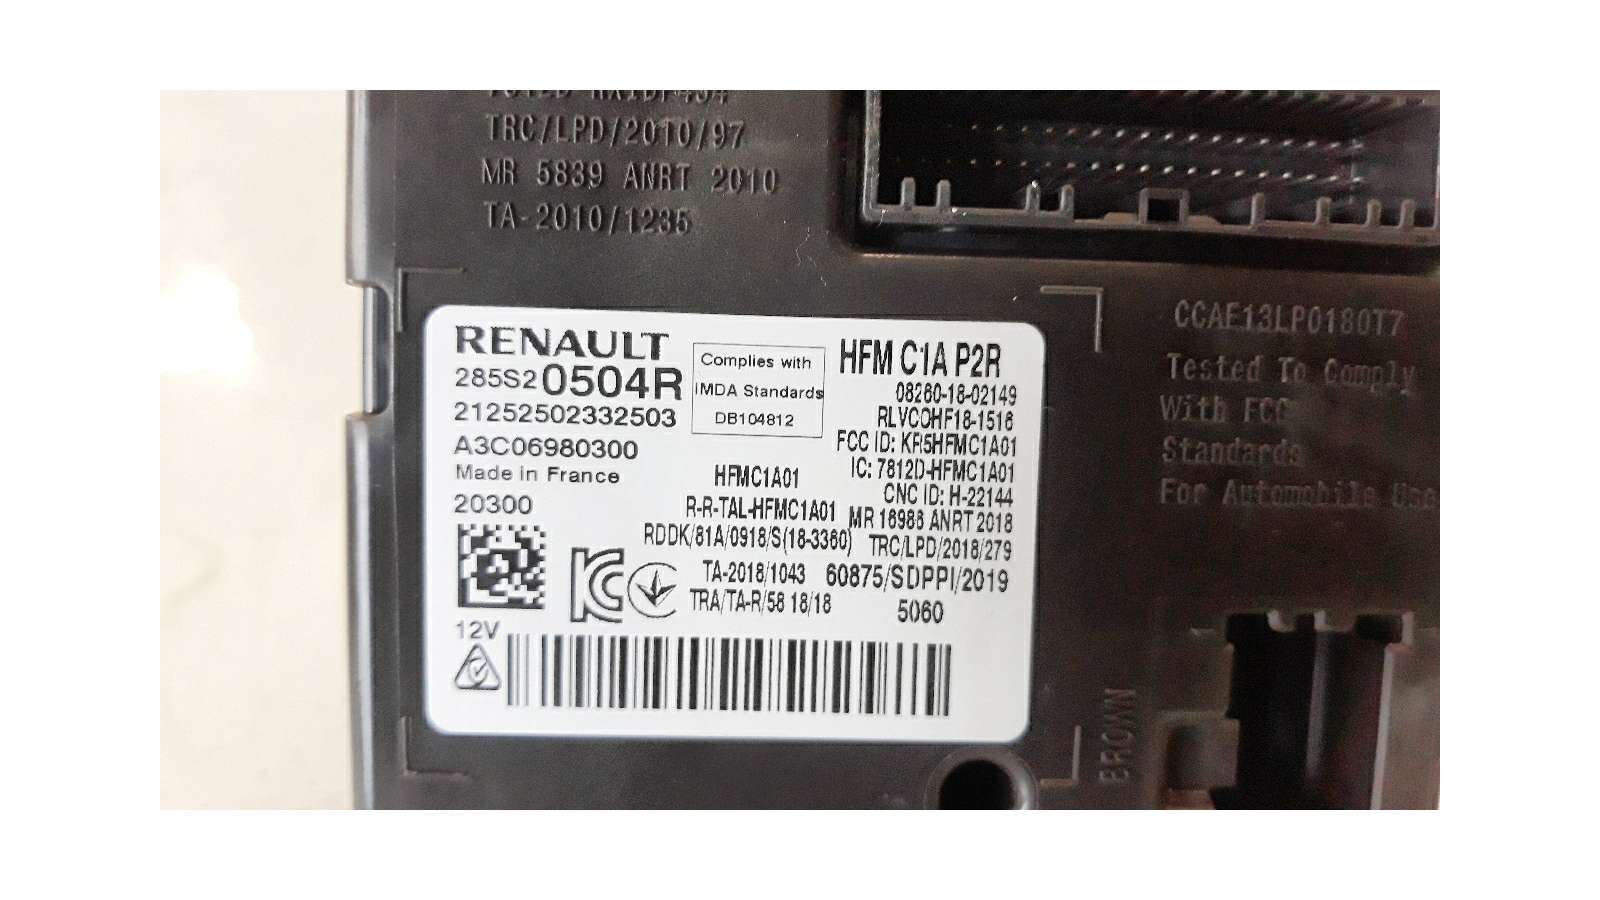 TRC/LPD/2010/97
MR 5839 ANRT 2010
TA-2010/1235
CCAE13LP0180T7
Tested To Comply
With FCC
Standards
For Automobile Use
RENAULT
285S20504R
21252502332503
A3C06980300
Made in France
20300
Complies with
IMDA Standards
DB104812
HFM C1A P2R
08260-18-02149
RLVCOHF18-1516
FCC ID: KR5HFMC1A01
IC: 7812D-HFMC1A01
CNC ID: H-22144
HFMC1A01
R-R-TAL-HFMC1A01
MR 16986 ANRT 2018
RDDK/81A/0918/S(18-3360)
TRC/LPD/2018/279
TA-2018/1043
60875/SDPPI/2019
TRA/TA-R/58 18/18
5060
12V
BROWN